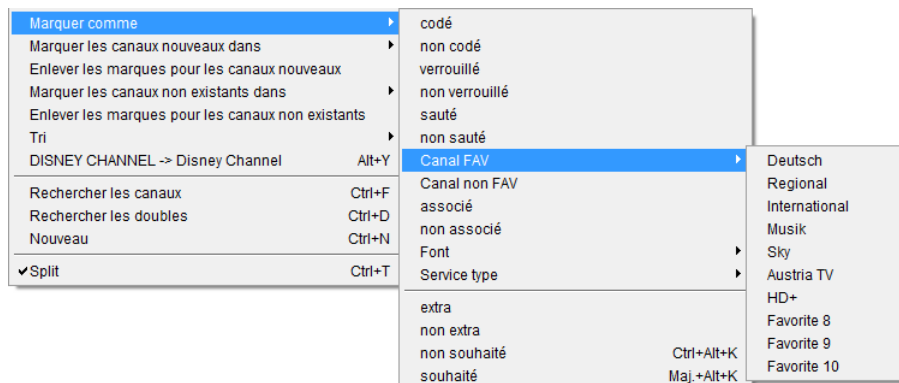 Marquer comme
Marquer les canaux nouveaux dans
Enlever les marques pour les canaux nouveaux
Marquer les canaux non existants dans
Enlever les marques pour les canaux non existants
Tri
DISNEY CHANNEL -> Disney Channel Alt+Y
Rechercher les canaux Ctrl+F
Rechercher les doubles Ctrl+D
Nouveau Ctrl+N
Split Ctrl+T
codé
non codé
verrouillé
non verrouillé
sauté
non sauté
Canal FAV
Canal non FAV
associé
non associé
Font
Service type
extra
non extra
non souhaité Ctrl+Alt+K
souhaité Maj.+Alt+K
Deutsch
Regional
International
Musik
Sky
Austria TV
HD+
Favorite 8
Favorite 9
Favorite 10